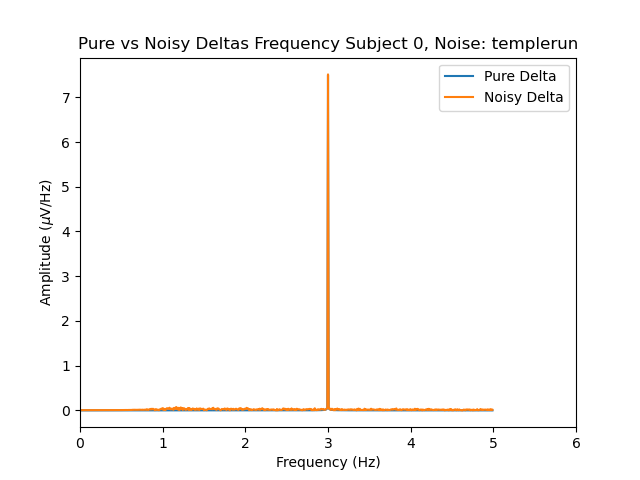 Pure vs Noisy Deltas Frequency Subject 0, Noise: templerun
Pure Delta
Noisy Delta
7
6
5
4
3
2
1
0
Amplitude (μV/Hz)
0 1 2 3 4 5 6
Frequency (Hz)